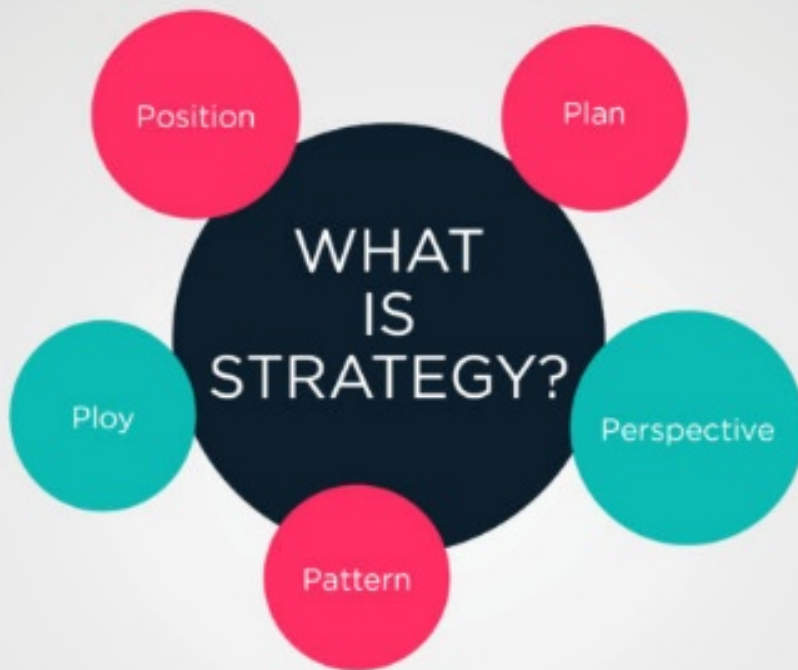 Position
Plan
WHAT
IS
STRATEGY?
Ploy
Perspective
Pattern